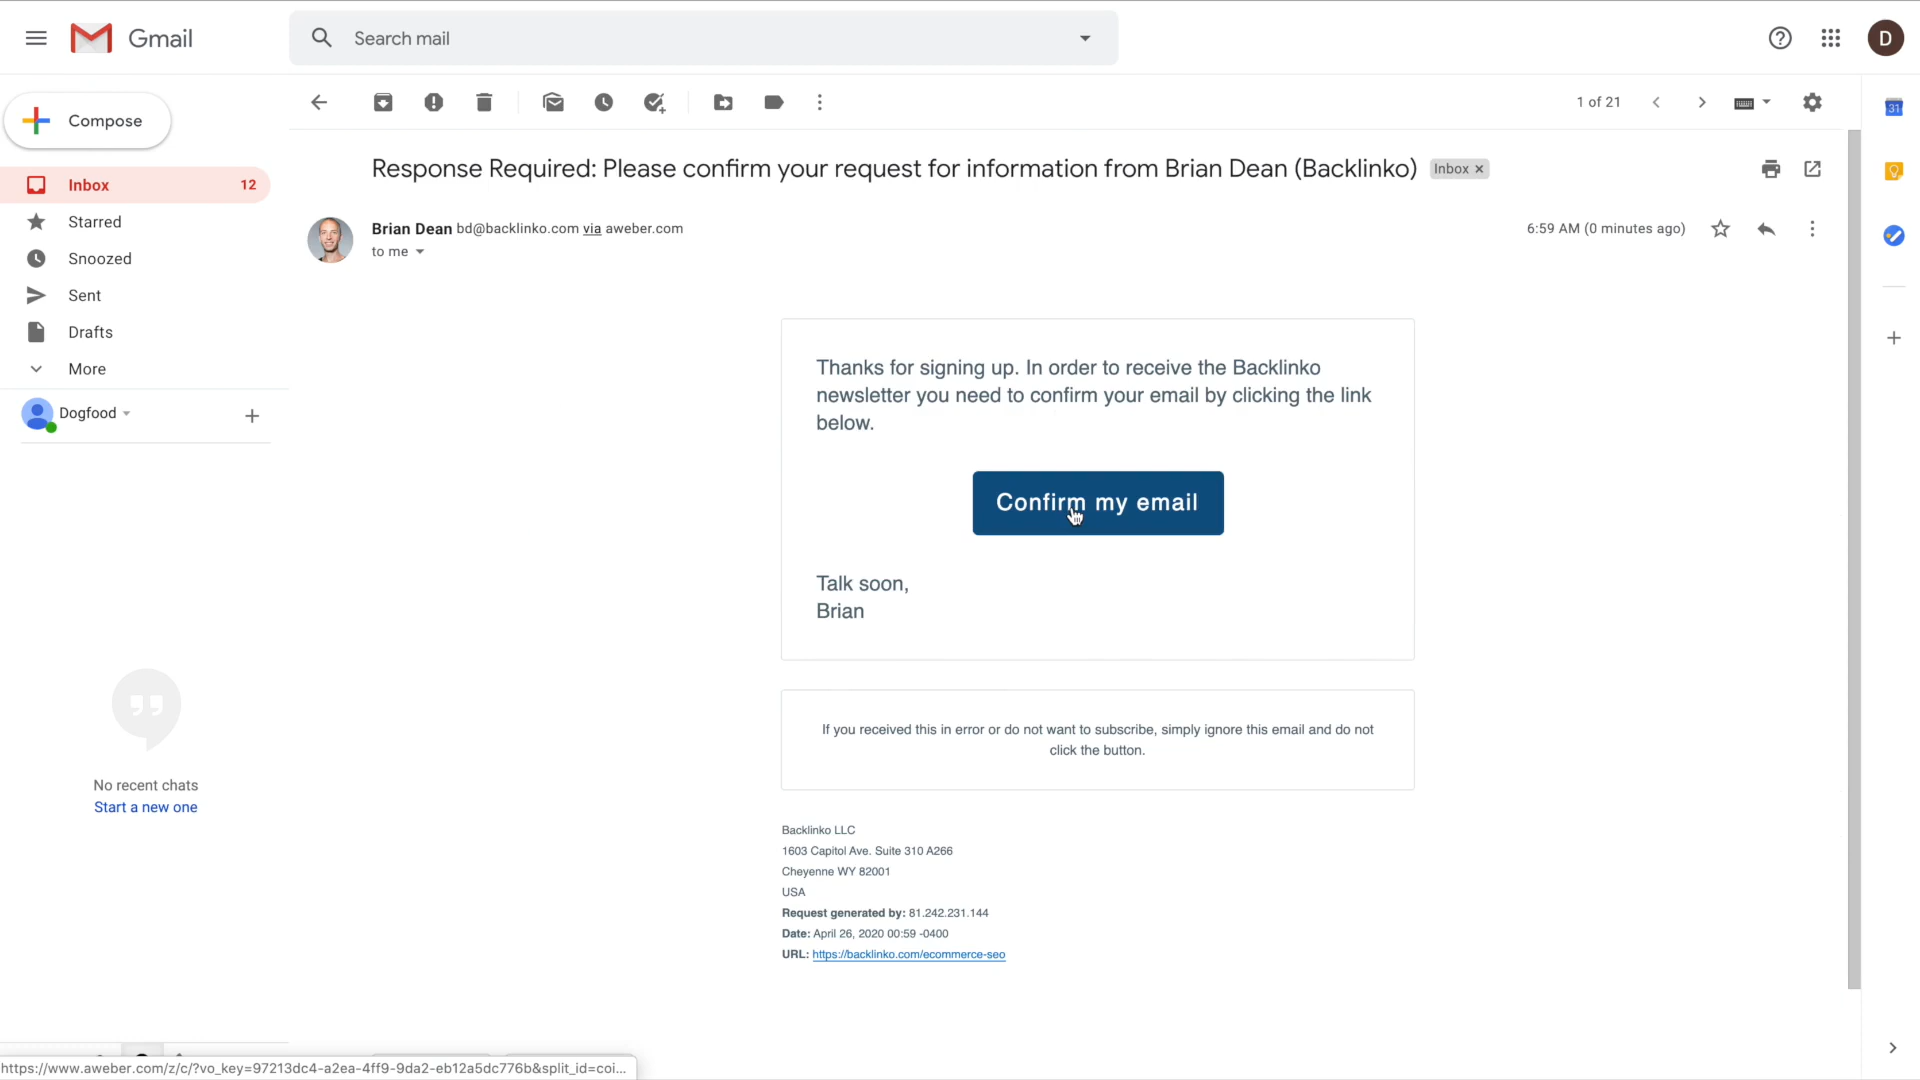 Gmail
Search mail
D
Compose
1 of 21
31
Response Required: Please confirm your request for information from Brian Dean (Backlinko) Inbox ×
Inbox 12
Starred
Brian Dean bd@backlinko.com via aweber.com
6:59 AM (0 minutes ago)
to me
Snoozed
Sent
Drafts
More
Dogfood
Thanks for signing up. In order to receive the Backlinko
newsletter you need to confirm your email by clicking the link
below.
Confirm my email
Talk soon,
Brian
If you received this in error or do not want to subscribe, simply ignore this email and do not
click the button.
No recent chats
Start a new one
Backlinko LLC
1603 Capitol Ave. Suite 310 A266
Cheyenne WY 82001
USA
Request generated by: 81.242.231.144
Date: April 26, 2020 00:59 -0400
URL: https://backlinko.com/ecommerce-seo
https://www.aweber.com/z/c/?vo_key=97213dc4-a2ea-4ff9-9da2-eb12a5dc776b&split_id=coi...